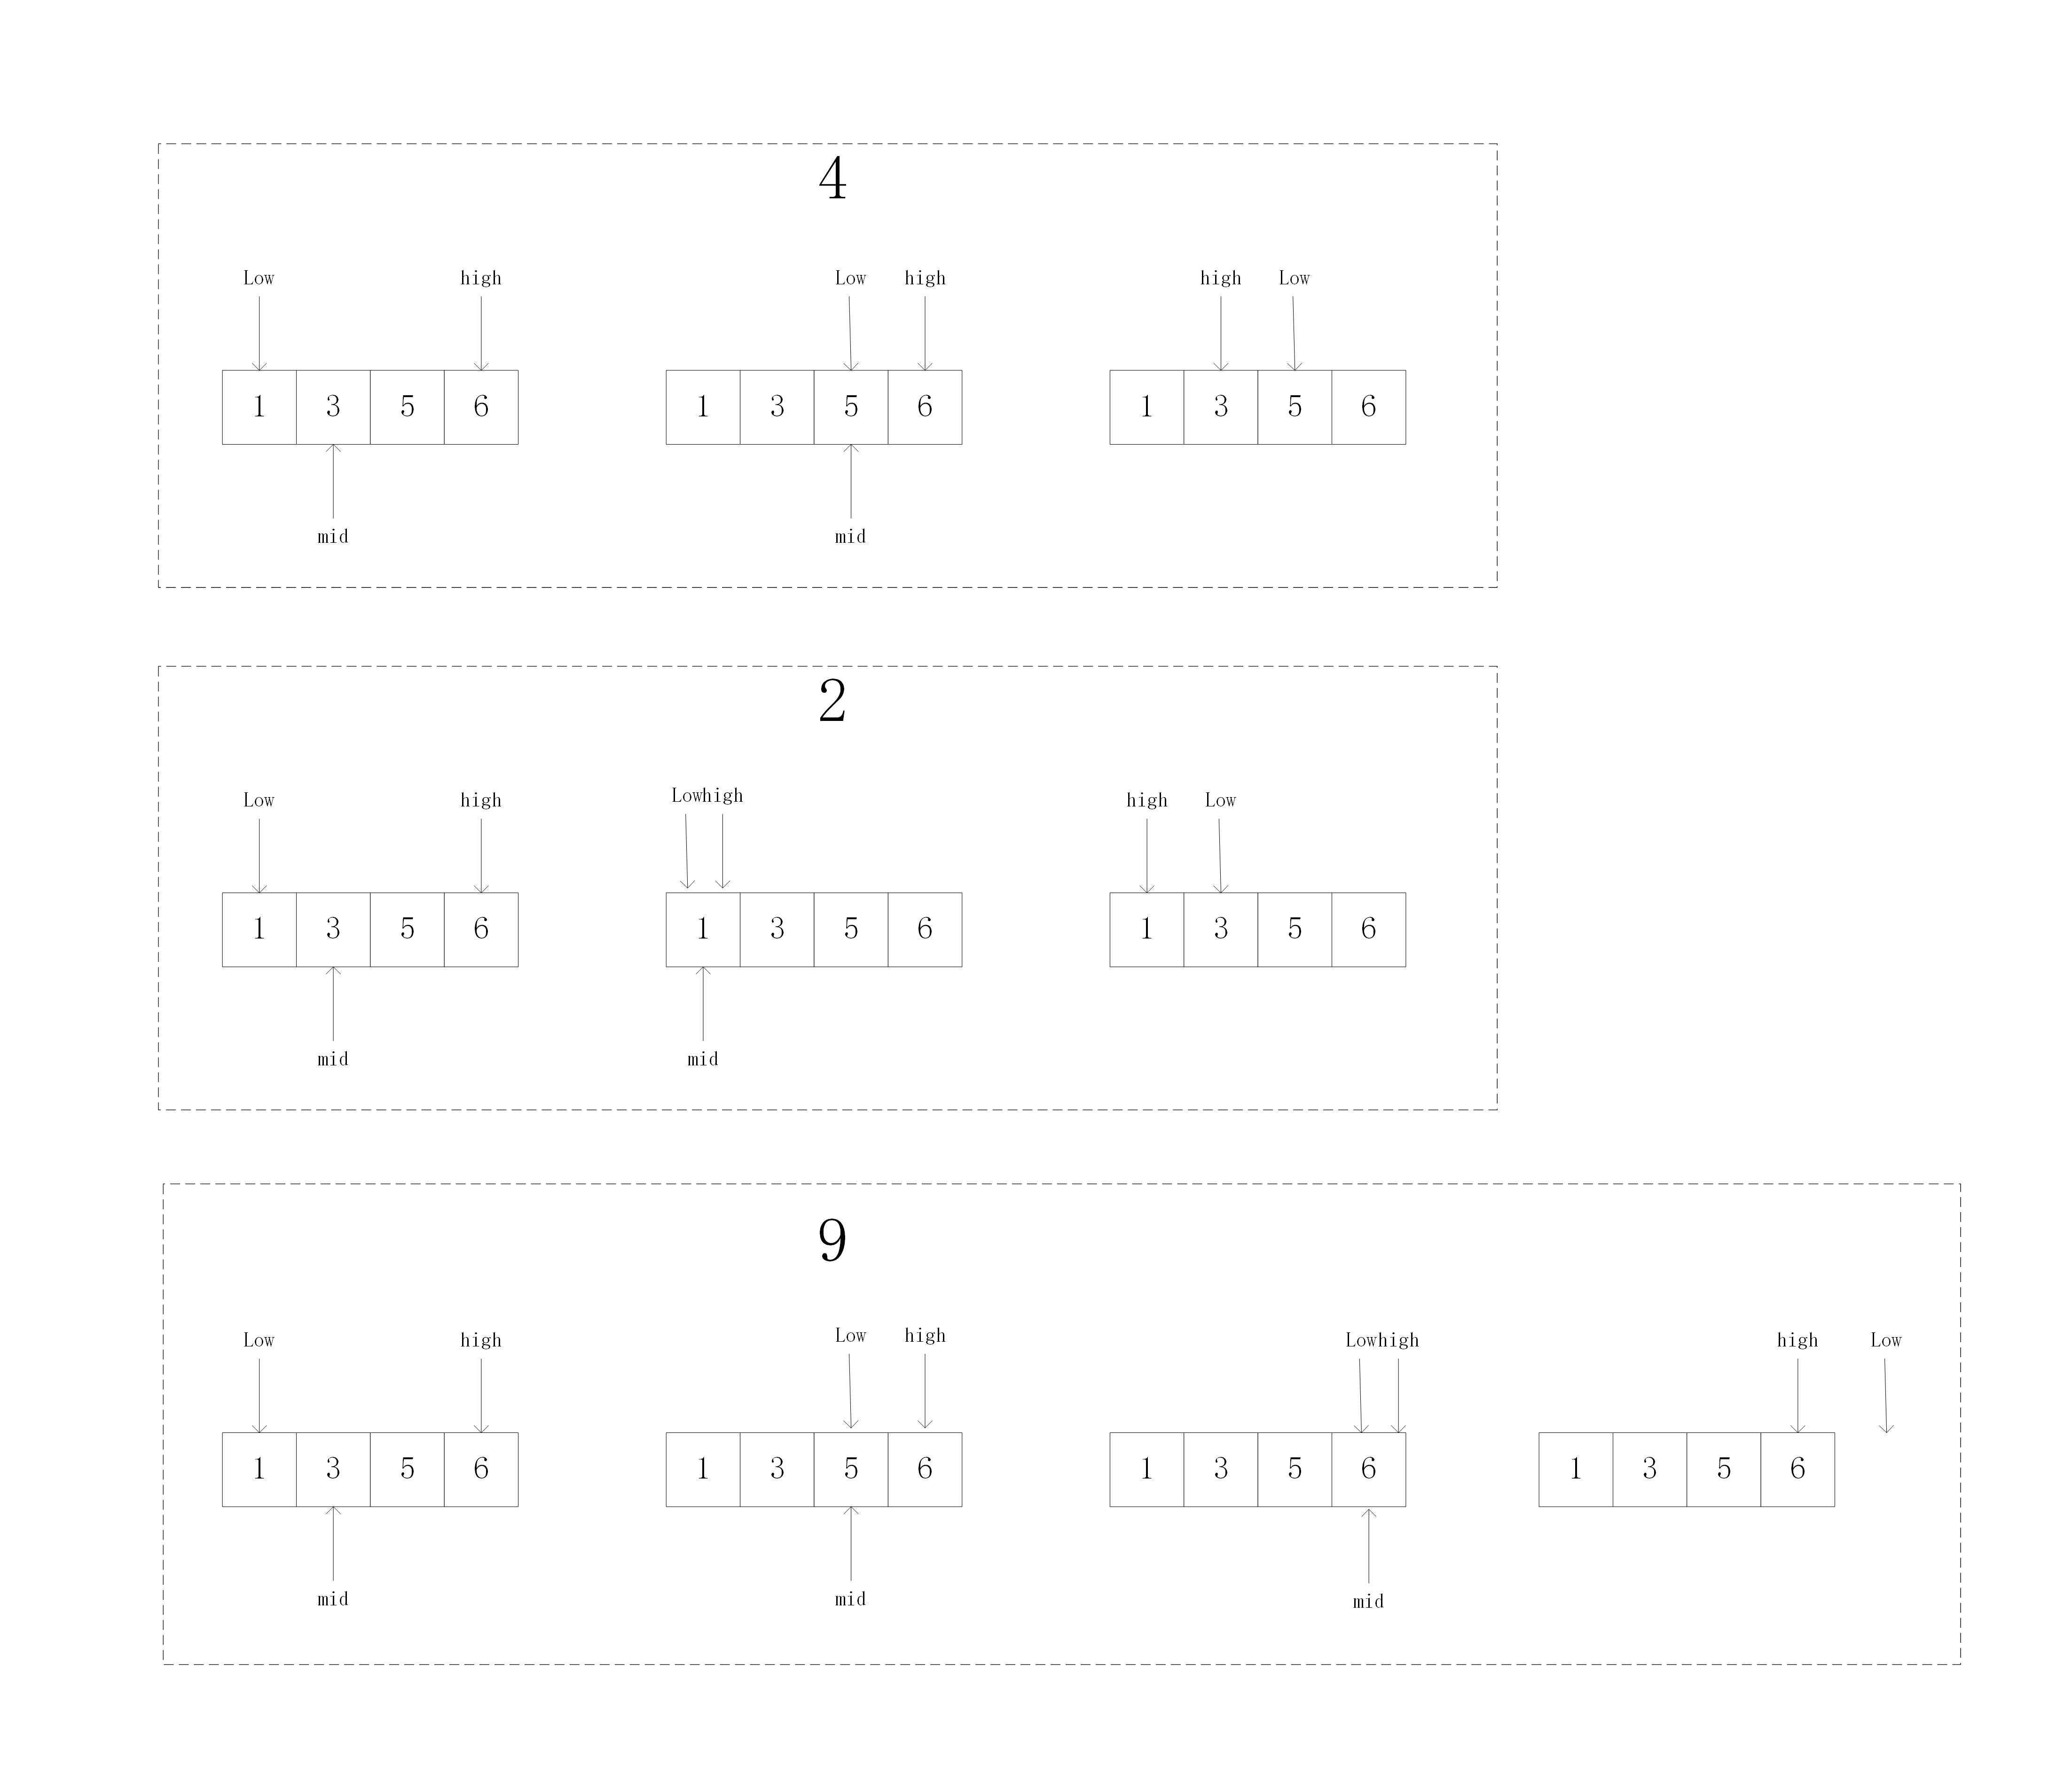 4
Low high Low high high Low
1 3 5 6 1 3 5 6 1 3 5 6
mid mid
2
Low high Lowhigh high Low
1 3 5 6 1 3 5 6 1 3 5 6
mid mid
9
Low high Low high Lowhigh high Low
1 3 5 6 1 3 5 6 1 3 5 6 1 3 5 6
mid mid mid